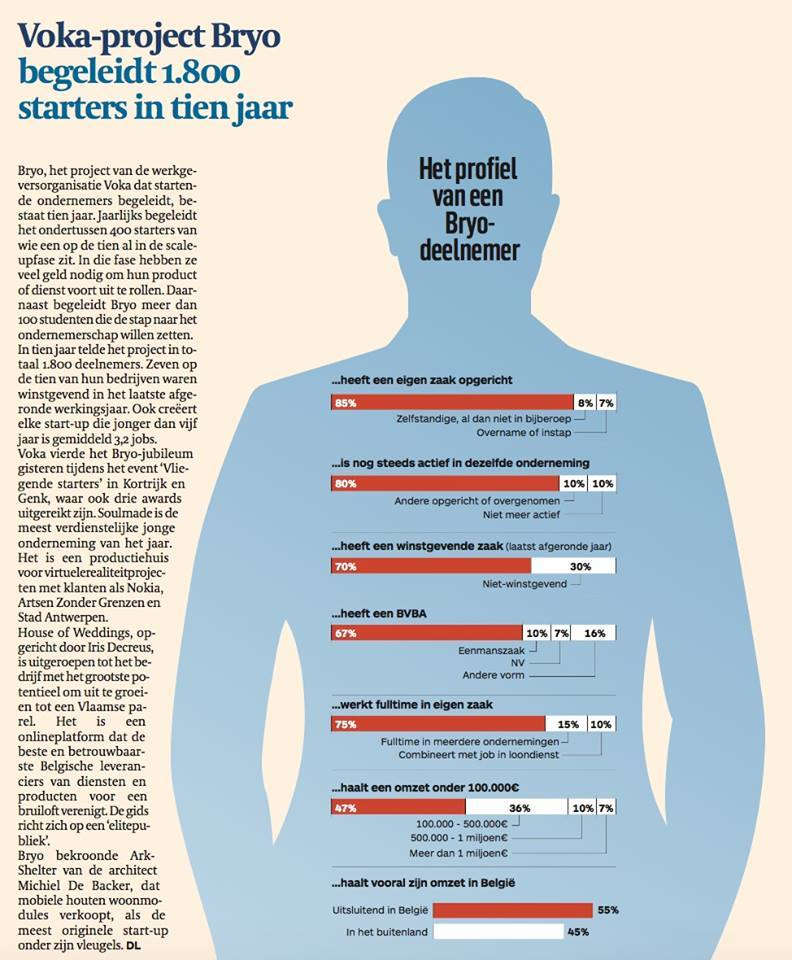 Voka-project Bryo
begeleidt 1.800
starters in tien jaar
Bryo, het project van de werkge-
versorganisatie Voka dat starten-
de ondernemers begeleidt, be-
staat tien jaar. Jaarlijks begeleidt
het ondertussen 400 starters van
wie een op de tien al in de scale-
upfase zit. In die fase hebben ze
veel geld nodig om hun product
of dienst voort uit te rollen. Daar-
naast begeleidt Bryo meer dan
100 studenten die de stap naar het
ondernemerschap willen zetten.
In tien jaar telde het project in to-
taal 1.800 deelnemers. Zeven op
de tien van hun bedrijven waren
winstgevend in het laatste afge-
ronde werkingsjaar. Ook creëert
elke start-up die jonger dan vijf
jaar is gemiddeld 3,2 jobs.
Voka vierde het Bryo-jubileum
gisteren tijdens het event ‘Vlie-
gende starters’ in Kortrijk en
Genk, waar ook drie awards
uitgereikt zijn. Soulmade is de
meest verdienstelijke jonge
onderneming van het jaar.
Het is een productiehuis
voor virtuelerealiteitprojec-
ten met klanten als Nokia,
Artsen Zonder Grenzen en
Stad Antwerpen.
House of Weddings, op-
gericht door Iris Decreus,
is uitgeroepen tot het be-
drijf met het grootste po-
tentieel om uit te groei-
en tot een Vlaamse pa-
rel. Het is een
onlineplatform dat de
beste en betrouwbaar-
ste Belgische leveran-
ciers van diensten en
producten voor een
bruiloft verenigt. De gids
richt zich op een ‘elitepu-
bliek’.
Bryo bekroonde Ark-
Shelter van de architect
Michiel De Backer, dat
mobiele houten woonmo-
dules verkoopt, als de
meest originele start-up
onder zijn vleugels. DL
Het profiel
van een
Bryo-
deelnemer
...heeft een eigen zaak opgericht
85% 8% 7%
Zelfstandige, al dan niet in bijberoep
Overname of instap
...is nog steeds actief in dezelfde onderneming
80% 10% 10%
Andere opgericht of overgenomen
Niet meer actief
...heeft een winstgevende zaak (laatst afgeronde jaar)
70% 30%
Niet-winstgevend
...heeft een BVBA
67% 10% 7% 16%
Eenmanszaak
NV
Andere vorm
...werkt fulltime in eigen zaak
75% 15% 10%
Fulltime in meerdere ondernemingen
Combineert met job in loondienst
...haalt een omzet onder 100.000€
47% 36% 10% 7%
100.000 - 500.000€
500.000 - 1 miljoen€
Meer dan 1 miljoen€
...haalt vooral zijn omzet in België
Uitsluitend in België 55%
In het buitenland 45%